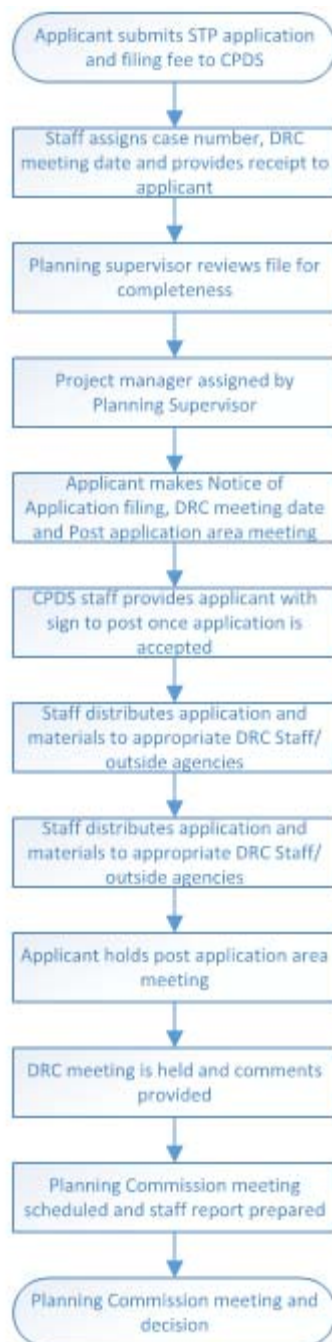 Applicant submits STP application
and filing fee to CPDS
Staff assigns case number, DRC
meeting date and provides receipt to
applicant
Planning supervisor reviews file for
completeness
Project manager assigned by
Planning Supervisor
Applicant makes Notice of
Application filing, DRC meeting date
and Post application area meeting
CPDS staff provides applicant with
sign to post once application is
accepted
Staff distributes application and
materials to appropriate DRC Staff/
outside agencies
Staff distributes application and
materials to appropriate DRC Staff/
outside agencies
Applicant holds post application area
meeting
DRC meeting is held and comments
provided
Planning Commission meeting
scheduled and staff report prepared
Planning Commission meeting and
decision